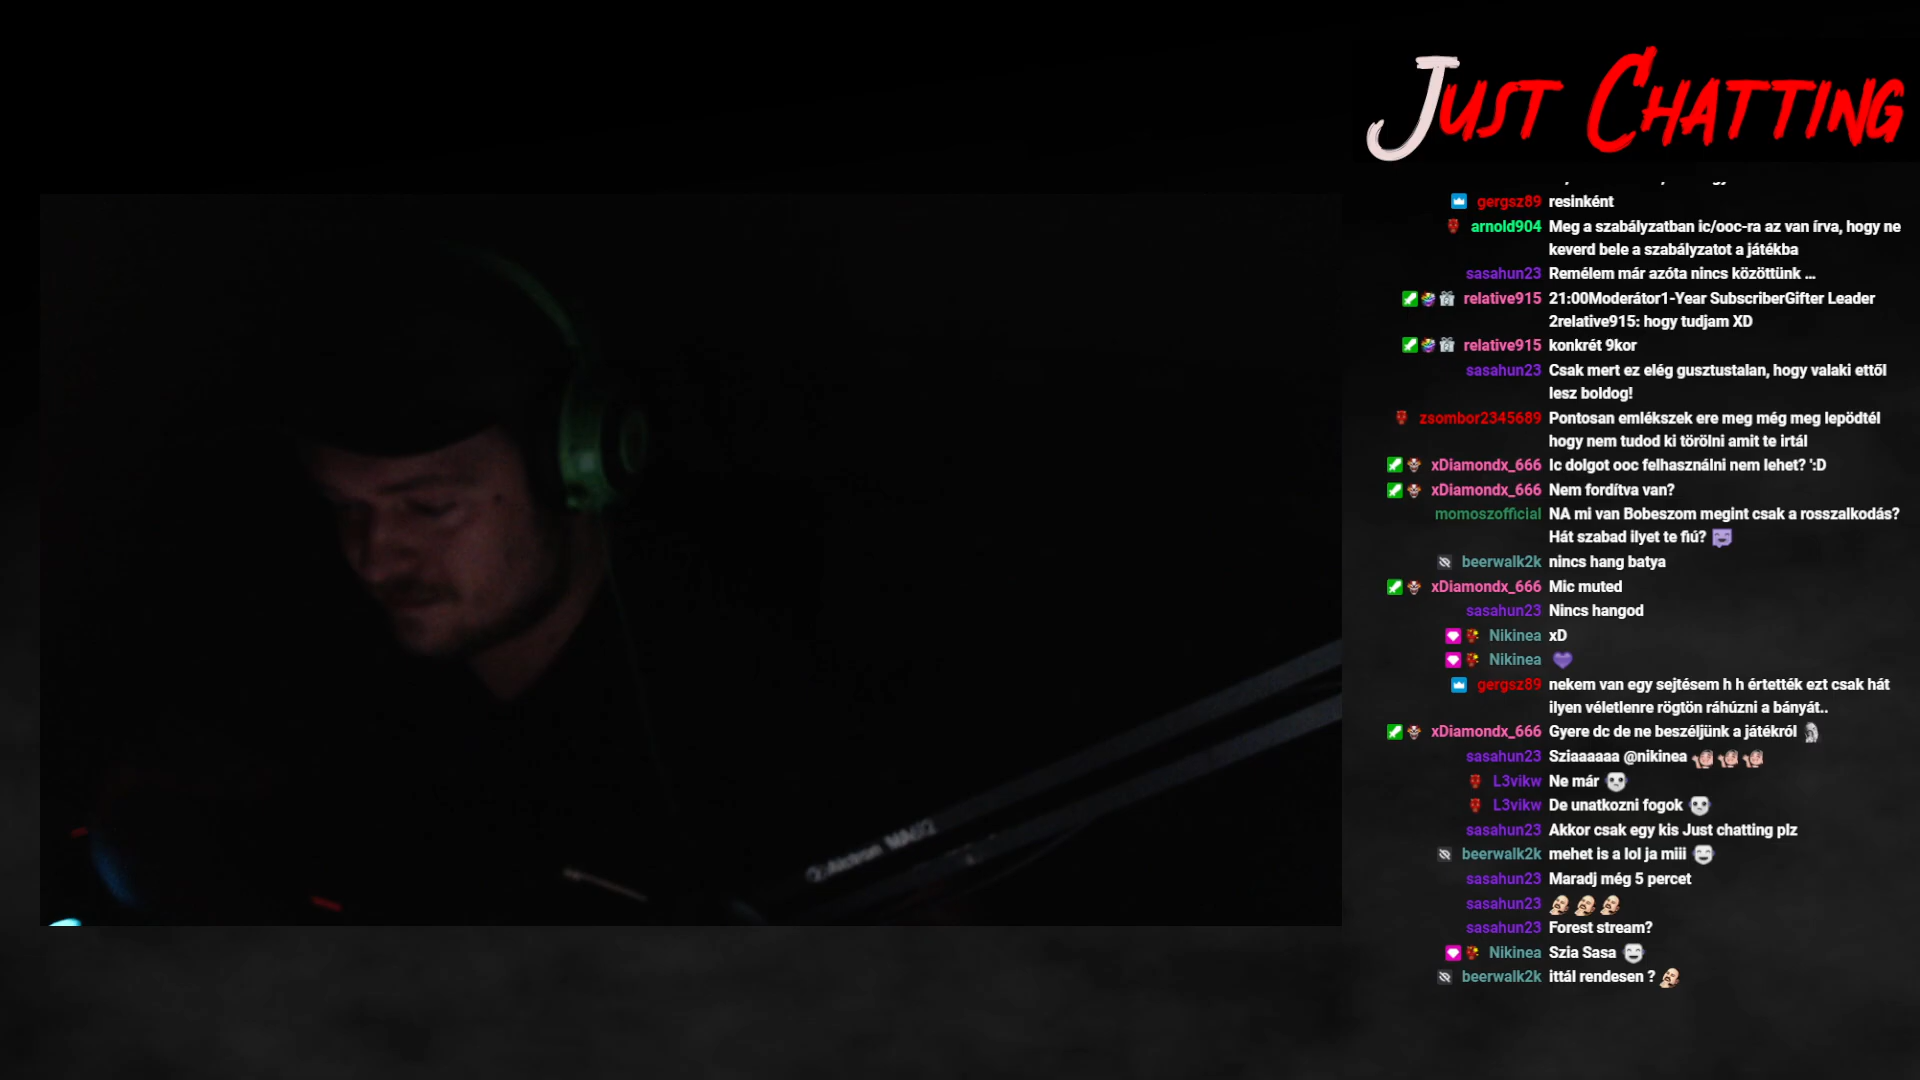 Just Chatting
gergsz89 resinként
arnold904 Meg a szabályzatban ic/ooc-ra az van írva, hogy ne
keverd bele a szabályzatot a játékba
sasahun23 Remélem már azóta nincs közöttünk ...
relative915 21:00Moderátor1-Year SubscriberGifter Leader
2relative915: hogy tudjam XD
relative915 konkrét 9kor
sasahun23 Csak mert ez elég gusztustalan, hogy valaki ettől
lesz boldog!
zsombor2345689 Pontosan emlékszek ere meg még meg lepödtél
hogy nem tudod ki törölni amit te irtál
xDiamondx_666 Ic dolgot ooc felhasználni nem lehet? ':D
xDiamondx_666 Nem fordítva van?
momoszofficial NA mi van Bobeszom megint csak a rosszalkodás?
Hát szabad ilyet te fiú?
beerwalk2k nincs hang batya
xDiamondx_666 Mic muted
sasahun23 Nincs hangod
Nikinea xD
Nikinea
gergsz89 nekem van egy sejtésem h h értették ezt csak hát
ilyen véletlenre rögtön ráhúzni a bányát..
xDiamondx_666 Gyere dc de ne beszéljünk a játékról
sasahun23 Sziaaaaaa @nikinea
L3vikw Ne már
L3vikw De unatkozni fogok
sasahun23 Akkor csak egy kis Just chatting plz
beerwalk2k mehet is a lol ja miii
sasahun23 Maradj még 5 percet
sasahun23
sasahun23 Forest stream?
Nikinea Szia Sasa
beerwalk2k ittál rendesen ?